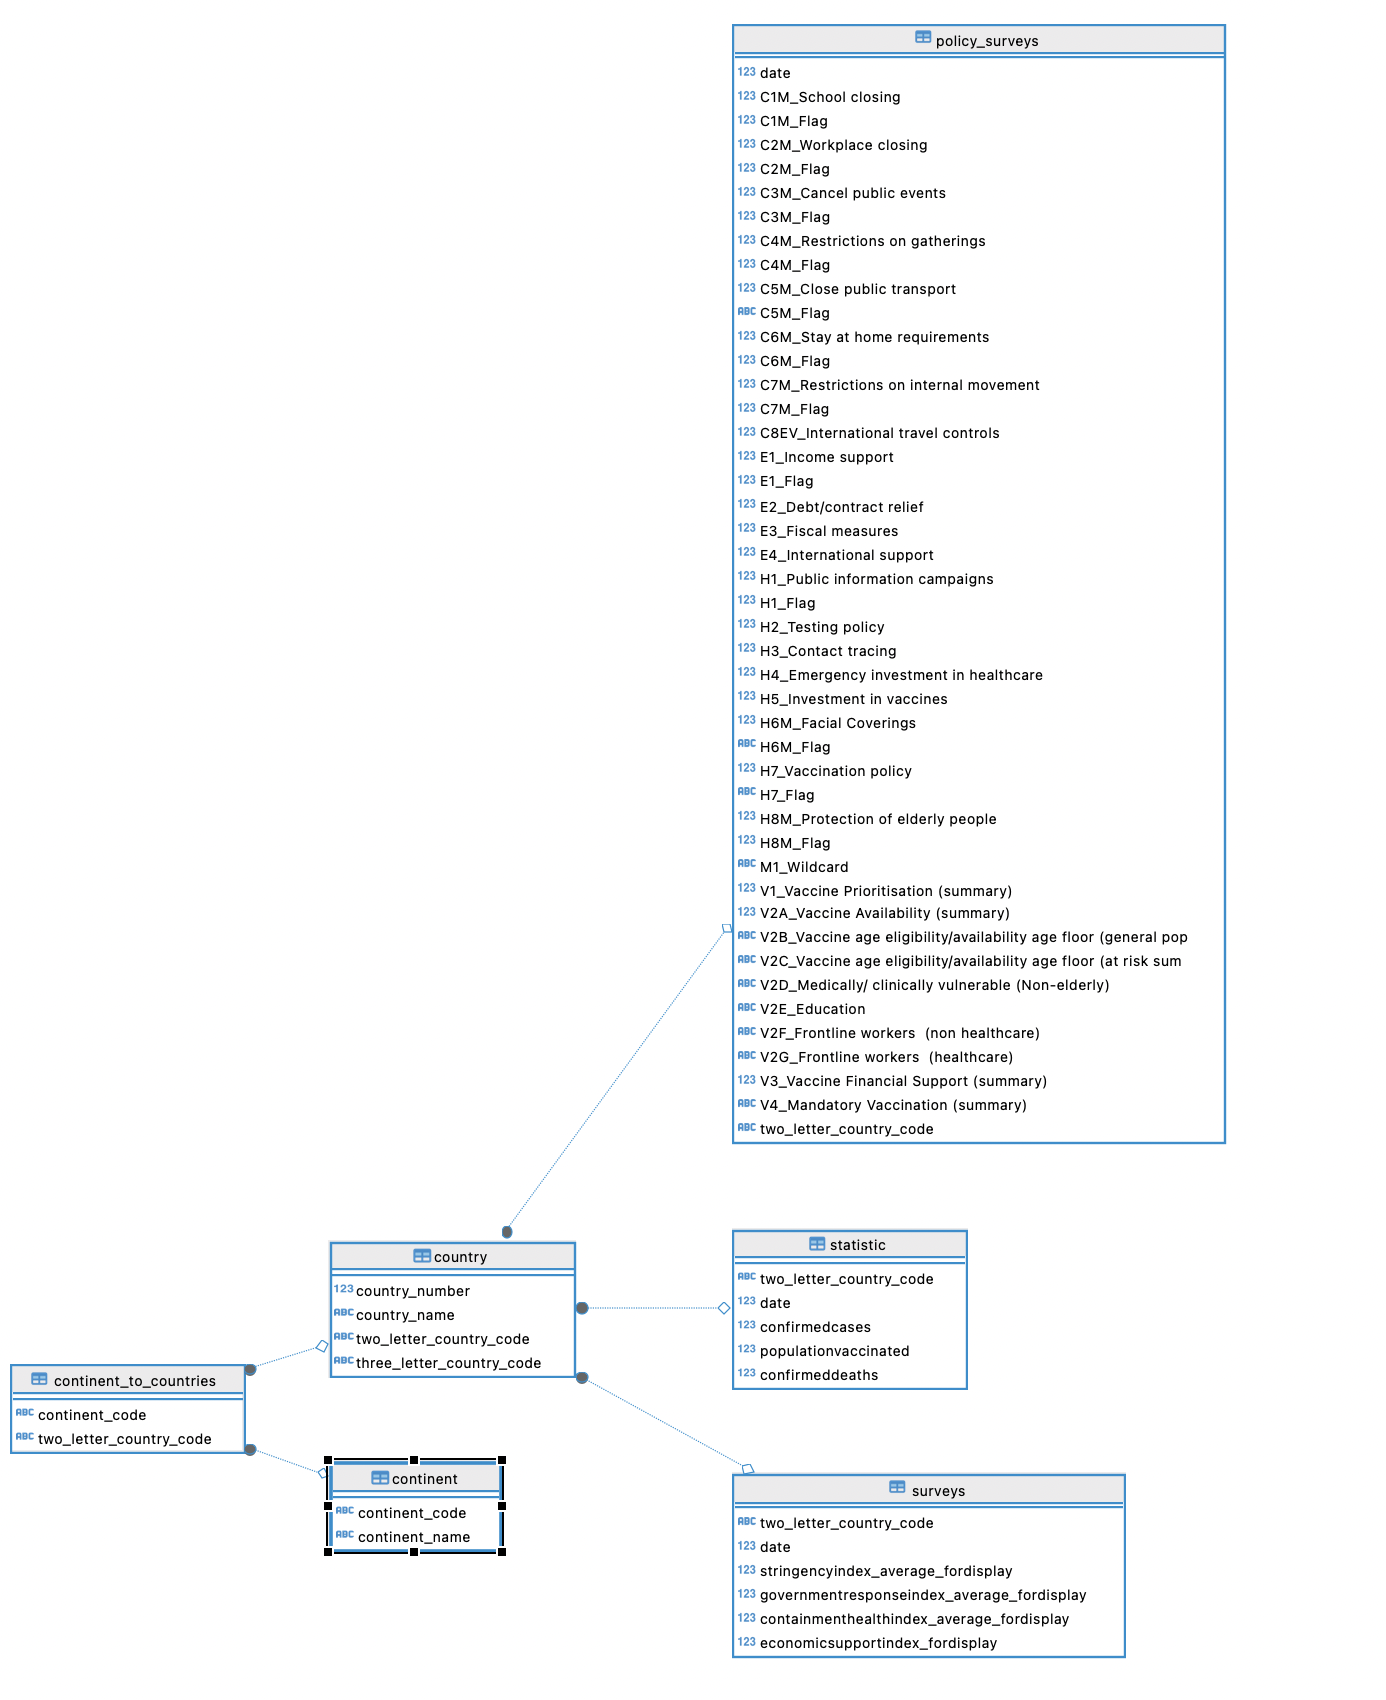 policy_surveys
123 date
123 C1M_School closing
123 C1M_Flag
123 C2M_Workplace closing
123 C2M_Flag
123 C3M_Cancel public events
123 C3M_Flag
123 C4M_Restrictions on gatherings
123 C4M_Flag
123 C5M_Close public transport
ABC C5M_Flag
123 C6M_Stay at home requirements
123 C6M_Flag
123 C7M_Restrictions on internal movement
123 C7M_Flag
123 C8EV_International travel controls
123 E1_Income support
123 E1_Flag
123 E2_Debt/contract relief
123 E3_Fiscal measures
123 E4_International support
123 H1_Public information campaigns
123 H1_Flag
123 H2_Testing policy
123 H3_Contact tracing
123 H4_Emergency investment in healthcare
123 H5_Investment in vaccines
123 H6M_Facial Coverings
ABC H6M_Flag
123 H7_Vaccination policy
ABC H7_Flag
123 H8M_Protection of elderly people
123 H8M_Flag
ABC M1_Wildcard
123 V1_Vaccine Prioritisation (summary)
123 V2A_Vaccine Availability (summary)
ABC V2B_Vaccine age eligibility/availability age floor (general pop
ABC V2C_Vaccine age eligibility/availability age floor (at risk sum
ABC V2D_Medically/ clinically vulnerable (Non-elderly)
ABC V2E_Education
ABC V2F_Frontline workers  (non healthcare)
ABC V2G_Frontline workers  (healthcare)
123 V3_Vaccine Financial Support (summary)
ABC V4_Mandatory Vaccination (summary)
ABC two_letter_country_code
country
123 country_number
ABC country_name
ABC two_letter_country_code
ABC three_letter_country_code
statistic
ABC two_letter_country_code
123 date
123 confirmedcases
123 populationvaccinated
123 confirmeddeaths
continent_to_countries
ABC continent_code
ABC two_letter_country_code
continent
ABC continent_code
ABC continent_name
surveys
ABC two_letter_country_code
123 date
123 stringencyindex_average_fordisplay
123 governmentresponseindex_average_fordisplay
123 containmenthealthindex_average_fordisplay
123 economicsupportindex_fordisplay